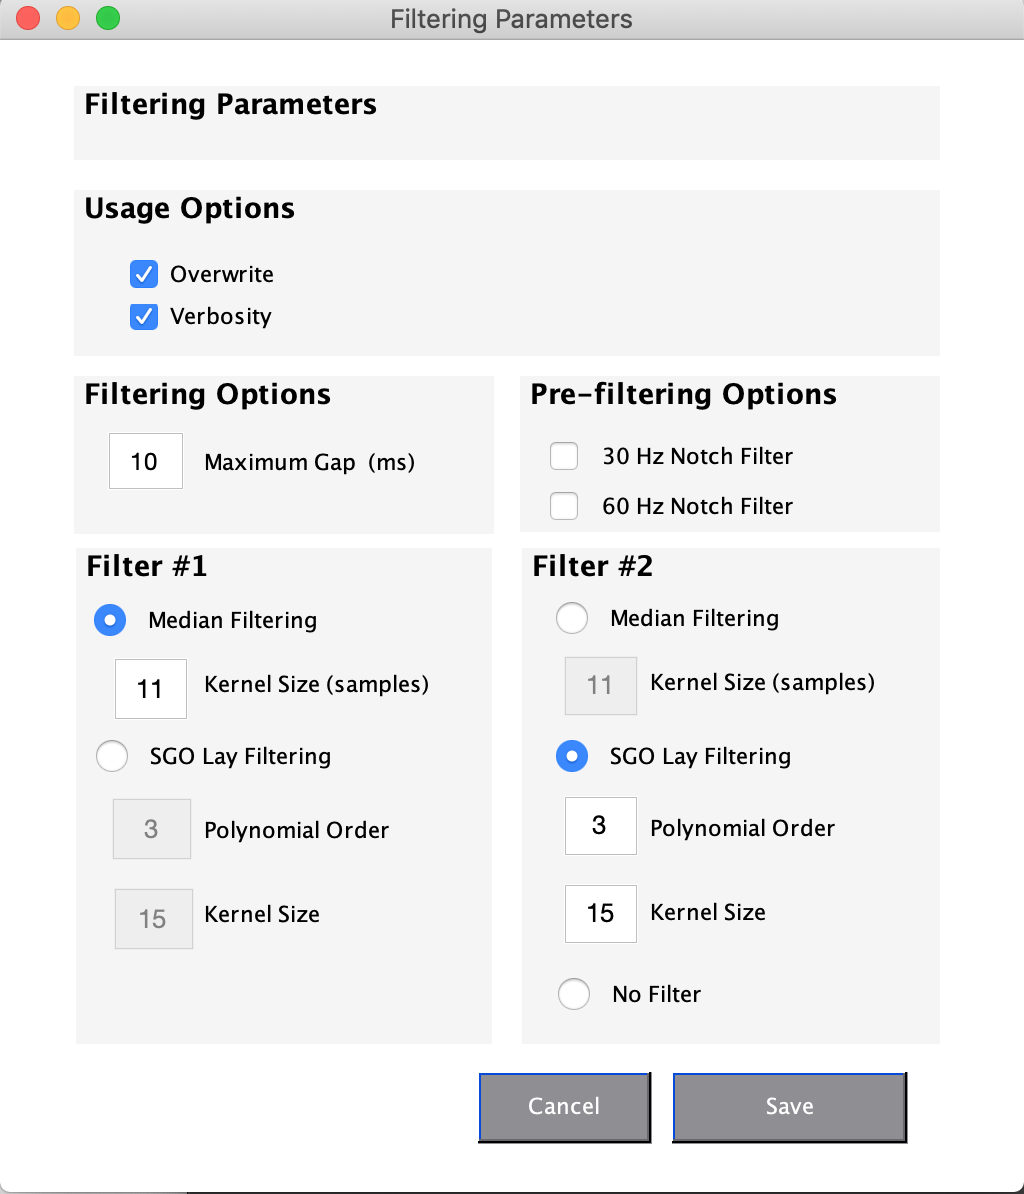 Filtering Parameters
Filtering Parameters
Usage Options
Overwrite
Verbosity
Filtering Options
10 Maximum Gap (ms)
Pre-filtering Options
30 Hz Notch Filter
60 Hz Notch Filter
Filter #1
Median Filtering
11 Kernel Size (samples)
SGO Lay Filtering
3 Polynomial Order
15 Kernel Size
Filter #2
Median Filtering
11 Kernel Size (samples)
SGO Lay Filtering
3 Polynomial Order
15 Kernel Size
No Filter
Cancel Save